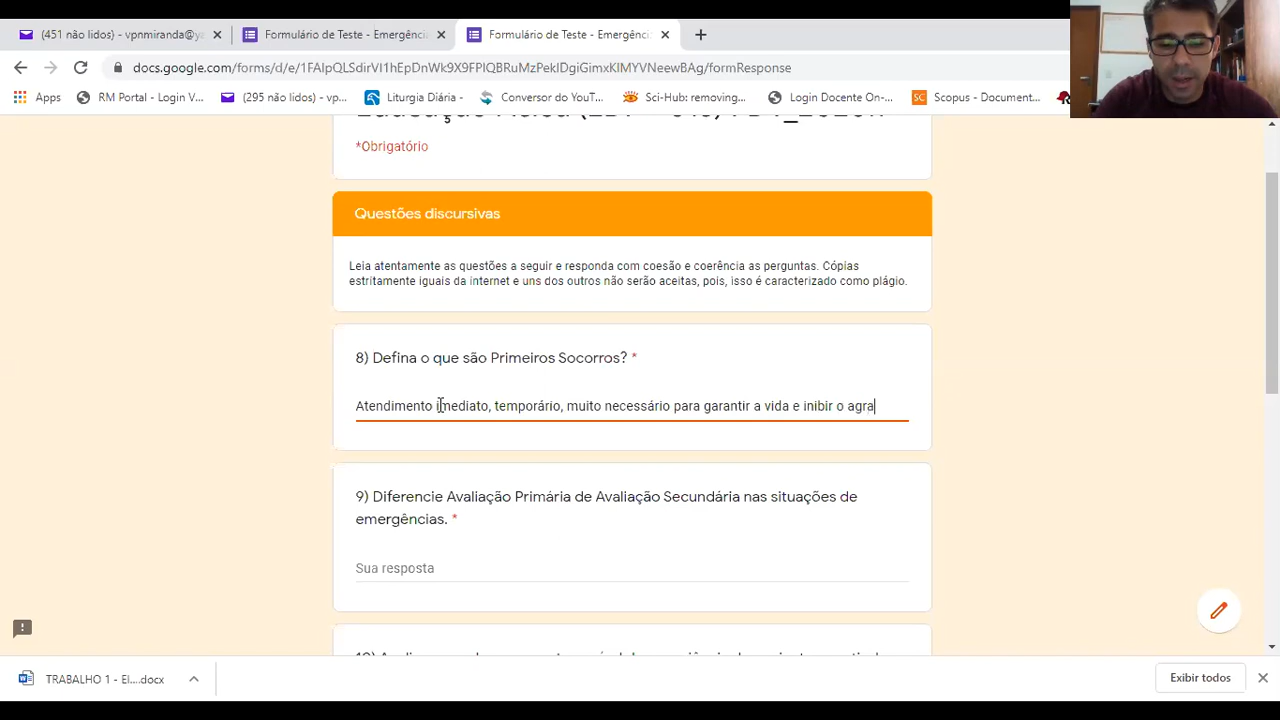 (451 não lidos) - vpnmiranda@y
Formulário de Teste - Emergência
Formulário de Teste - Emergênc
docs.google.com/forms/d/e/1FAIpQLSdirVI1hEpDnWk9X9FPlQBRuMzPekIDgiGimxKlMYVNeewBAg/formResponse
Apps
RM Portal - Login V...
(295 não lidos) - vp...
Liturgia Diária -
Conversor do YouT...
Sci-Hub: removing...
Login Docente On-...
Scopus - Document...
*Obrigatório
Questões discursivas
Leia atentamente as questões a seguir e responda com coesão e coerência as perguntas. Cópias
estritamente iguais da internet e uns dos outros não serão aceitas, pois, isso é caracterizado como plágio.
8) Defina o que são Primeiros Socorros? *
Atendimento imediato, temporário, muito necessário para garantir a vida e inibir o agra
9) Diferencie Avaliação Primária de Avaliação Secundária nas situações de
emergências. *
Sua resposta
TRABALHO 1 - El....docx
Exibir todos